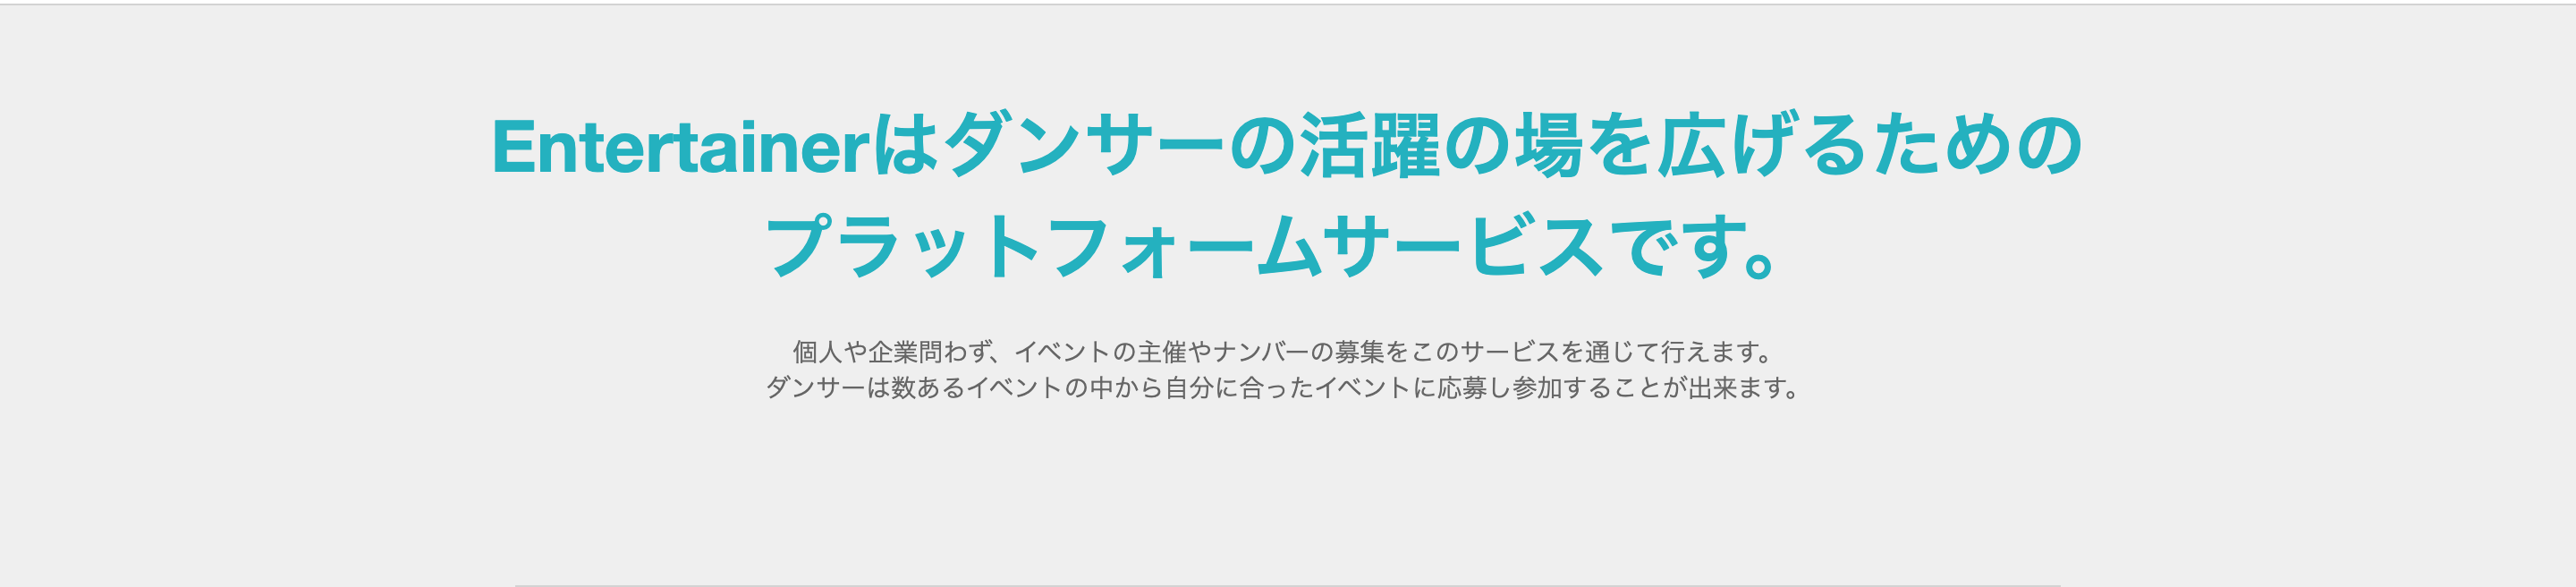 Entertainerはダンサーの活躍の場を広げるための
プラットフォームサービスです。
個人や企業問わず、イベントの主催やナンバーの募集をこのサービスを通じて行えます。
ダンサーは数あるイベントの中から自分に合ったイベントに応募し参加することが出来ます。